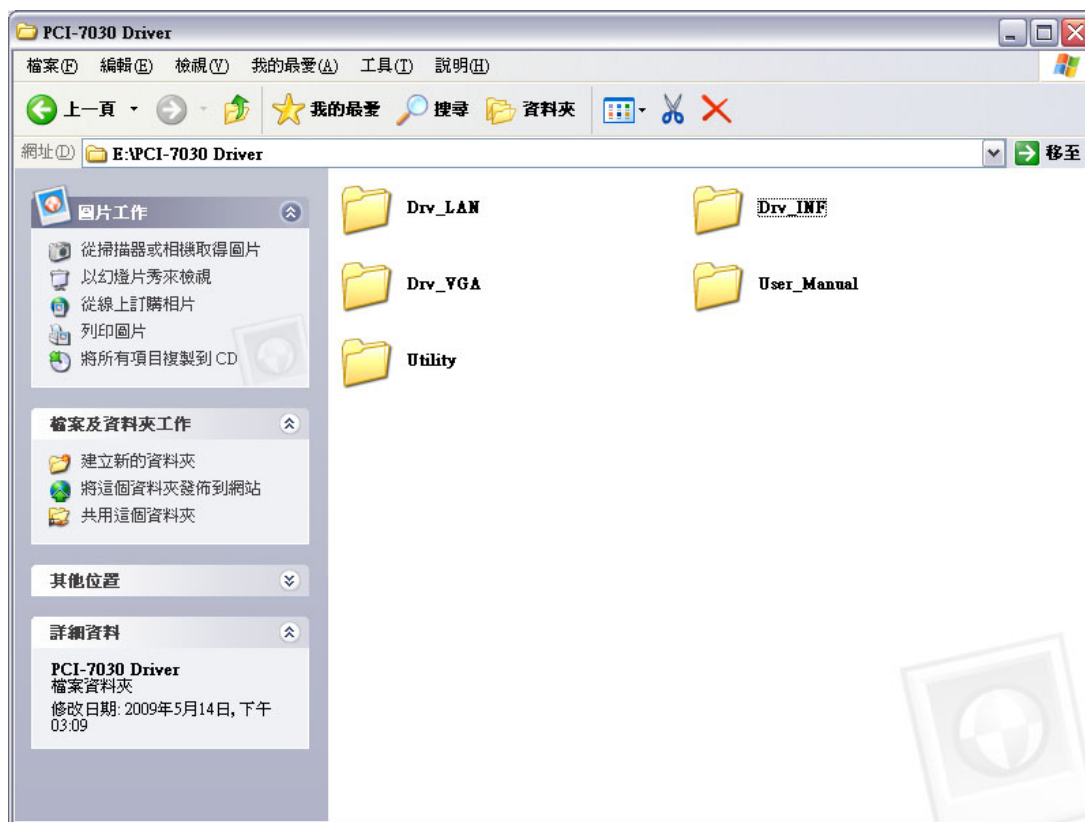 PCI-7030 Driver
檔案(F) 編輯(E) 檢視(V) 我的最愛(A) 工具(T) 說明(H)
上一頁 我的最愛 搜尋 資料夾
網址(D) E:\PCI-7030 Driver 移至
圖片工作
從掃描器或相機取得圖片
以幻燈片秀來檢視
從線上訂購相片
列印圖片
將所有項目複製到 CD
檔案及資料夾工作
建立新的資料夾
將這個資料夾發佈到網站
共用這個資料夾
其他位置
詳細資料
PCI-7030 Driver
檔案資料夾
修改日期: 2009年5月14日, 下午
03:09
Drv_LAN
Drv_INF
Drv_VGA
User_Manual
Utility